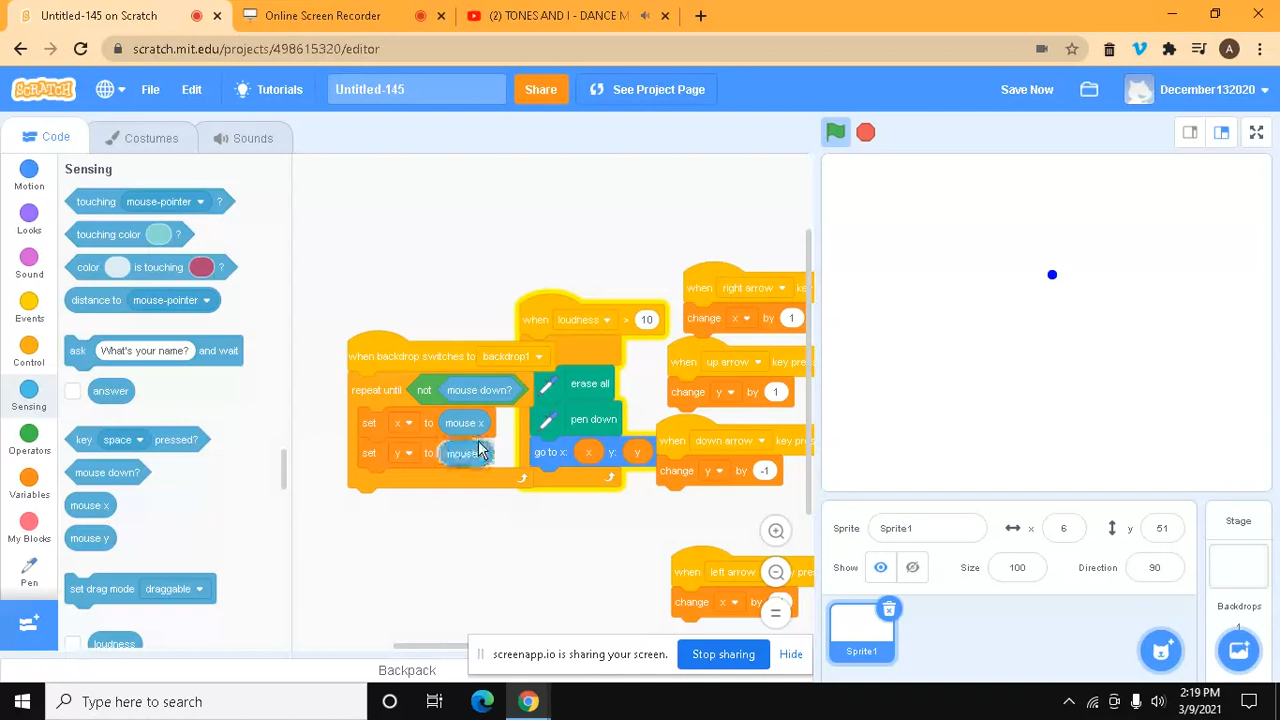 Untitled-145 on Scratch
Online Screen Recorder
(2) TONES AND I - DANCE M
scratch.mit.edu/projects/498615320/editor
A
SCRATCH
File
Edit
Tutorials
Untitled-145
Share
See Project Page
Save Now
December132020
Code
Costumes
Sounds
Motion
Looks
Sound
Events
Control
Sensing
Operators
Variables
My Blocks
Pen
Sensing
touching mouse-pointer ?
touching color ?
color is touching ?
distance to mouse-pointer
ask What's your name? and wait
answer
key space pressed?
mouse down?
mouse x
mouse y
set drag mode draggable
loudness
when backdrop switches to backdrop1
repeat until not mouse down?
set x to mouse x
set y to mouse
when loudness > 10
erase all
pen down
go to x: x y: y
when right arrow key
change x by 1
when up arrow key pre
change y by 1
when down arrow key pres
change y by -1
when left arrow y pre
change x by
Sprite Sprite1 x 6 y 51
Show Size 100 Direction 90
Sprite1
Stage
Backdrops
1
Backpack
screenapp.io is sharing your screen.
Stop sharing
Hide
Type here to search
2:19 PM
3/9/2021